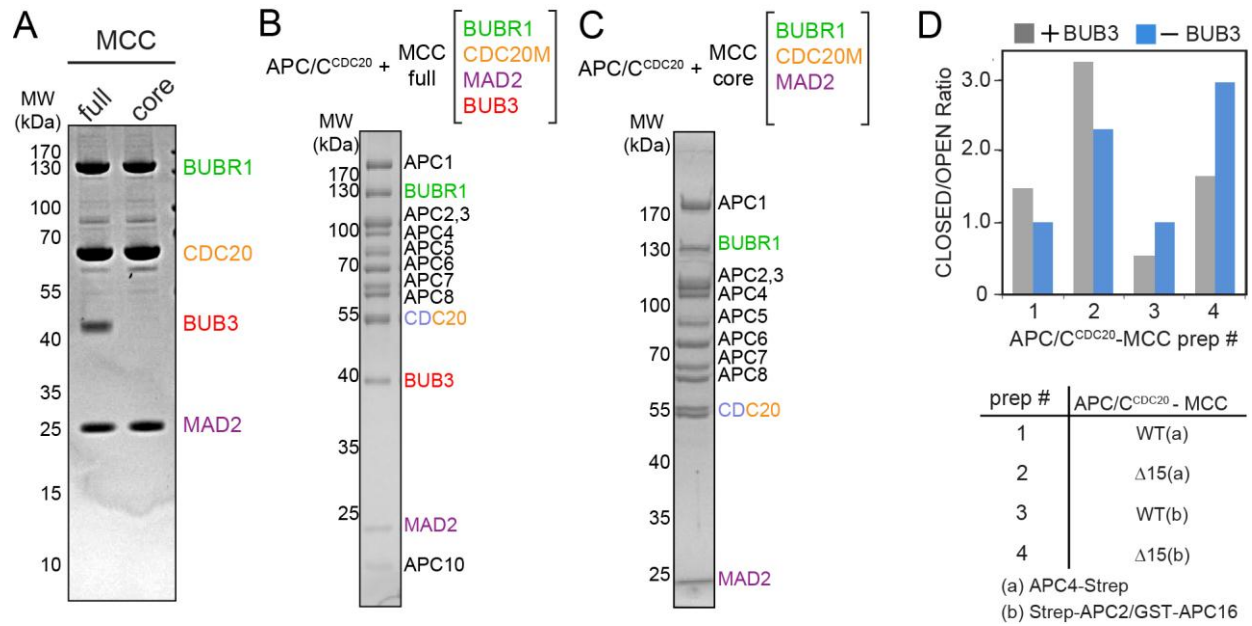 A
MCC
full
core
MW
(kDa)
170
130
100
70
55
40
35
25
15
10
BUBR1
CDC20
BUB3
MAD2
B
APC/C^CDC20 + MCC full
BUBR1
CDC20M
MAD2
BUB3
MW
(kDa)
170
130
100
70
55
40
35
25
APC1
BUBR1
APC2,3
APC4
APC5
APC6
APC7
APC8
CDC20
BUB3
MAD2
APC10
C
APC/C^CDC20 + MCC core
BUBR1
CDC20M
MAD2
MW
(kDa)
170
130
100
70
55
40
35
25
APC1
BUBR1
APC2,3
APC4
APC5
APC6
APC7
APC8
CDC20
MAD2
D
+BUB3 −BUB3
CLOSED/OPEN Ratio
3.0
2.0
1.0
0
1 2 3 4
APC/C^CDC20-MCC prep #
prep # APC/C^CDC20 - MCC
1 WT(a)
2 Δ15(a)
3 WT(b)
4 Δ15(b)
(a) APC4-Strep
(b) Strep-APC2/GST-APC16